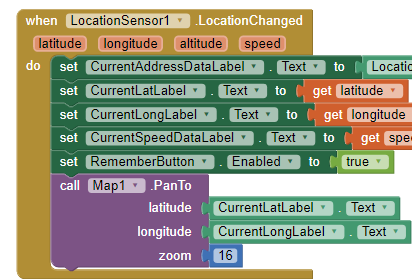 when LocationSensor1 .LocationChanged
latitude longitude altitude speed
do set CurrentAddressDataLabel . Text to Locatio
set CurrentLatLabel . Text to get latitude
set CurrentLongLabel . Text to get longitude
set CurrentSpeedDataLabel . Text to get spee
set RememberButton . Enabled to true
call Map1 .PanTo
latitude CurrentLatLabel . Text
longitude CurrentLongLabel . Text
zoom 16